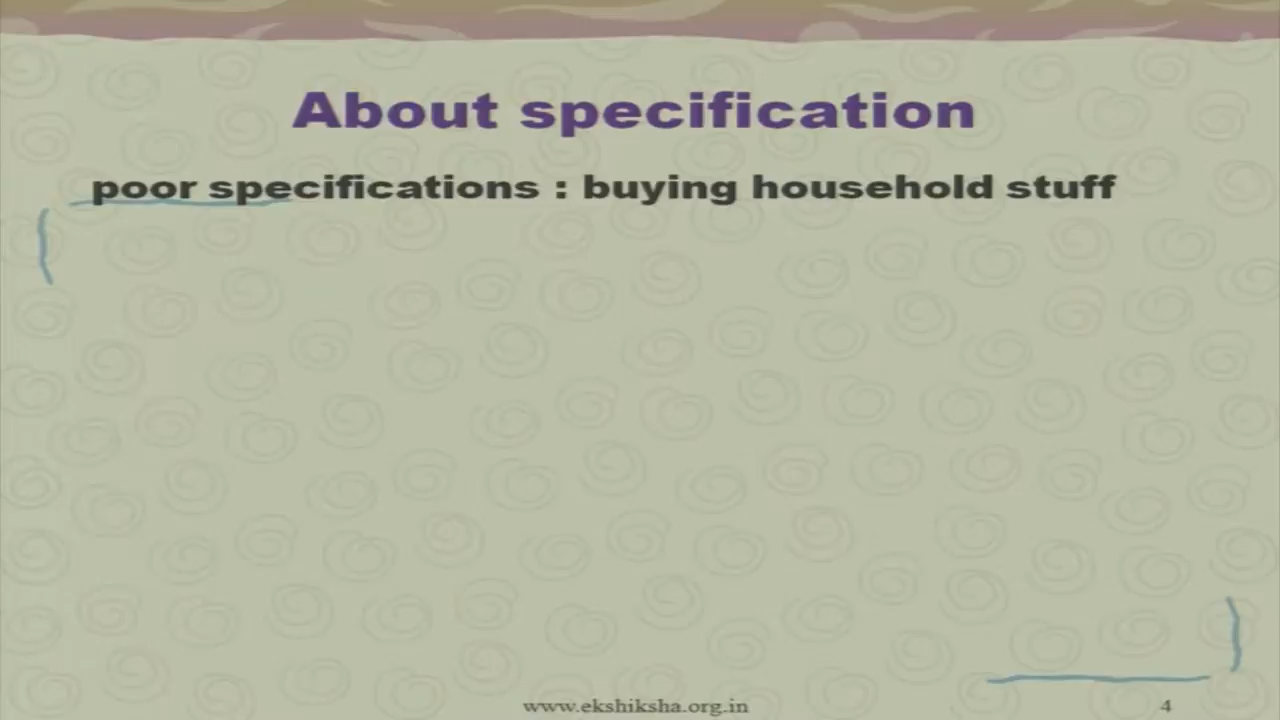 About specification
poor specifications : buying household stuff
www.ekshiksha.org.in
4